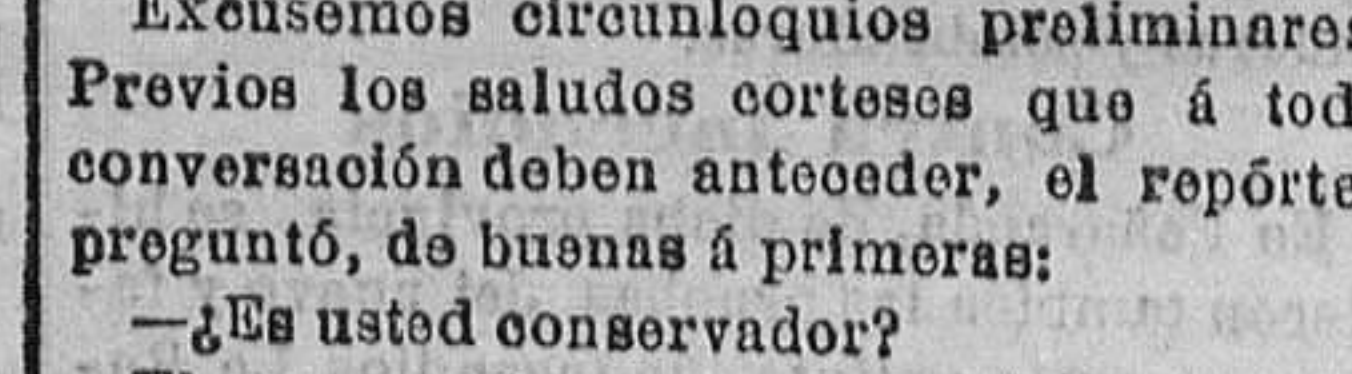 Excusemos circunloquios preliminares
Previos los saludos corteses que á tod
conversación deben anteceder, el repórte
preguntó, de buenas á primeras:
—¿Es usted conservador?